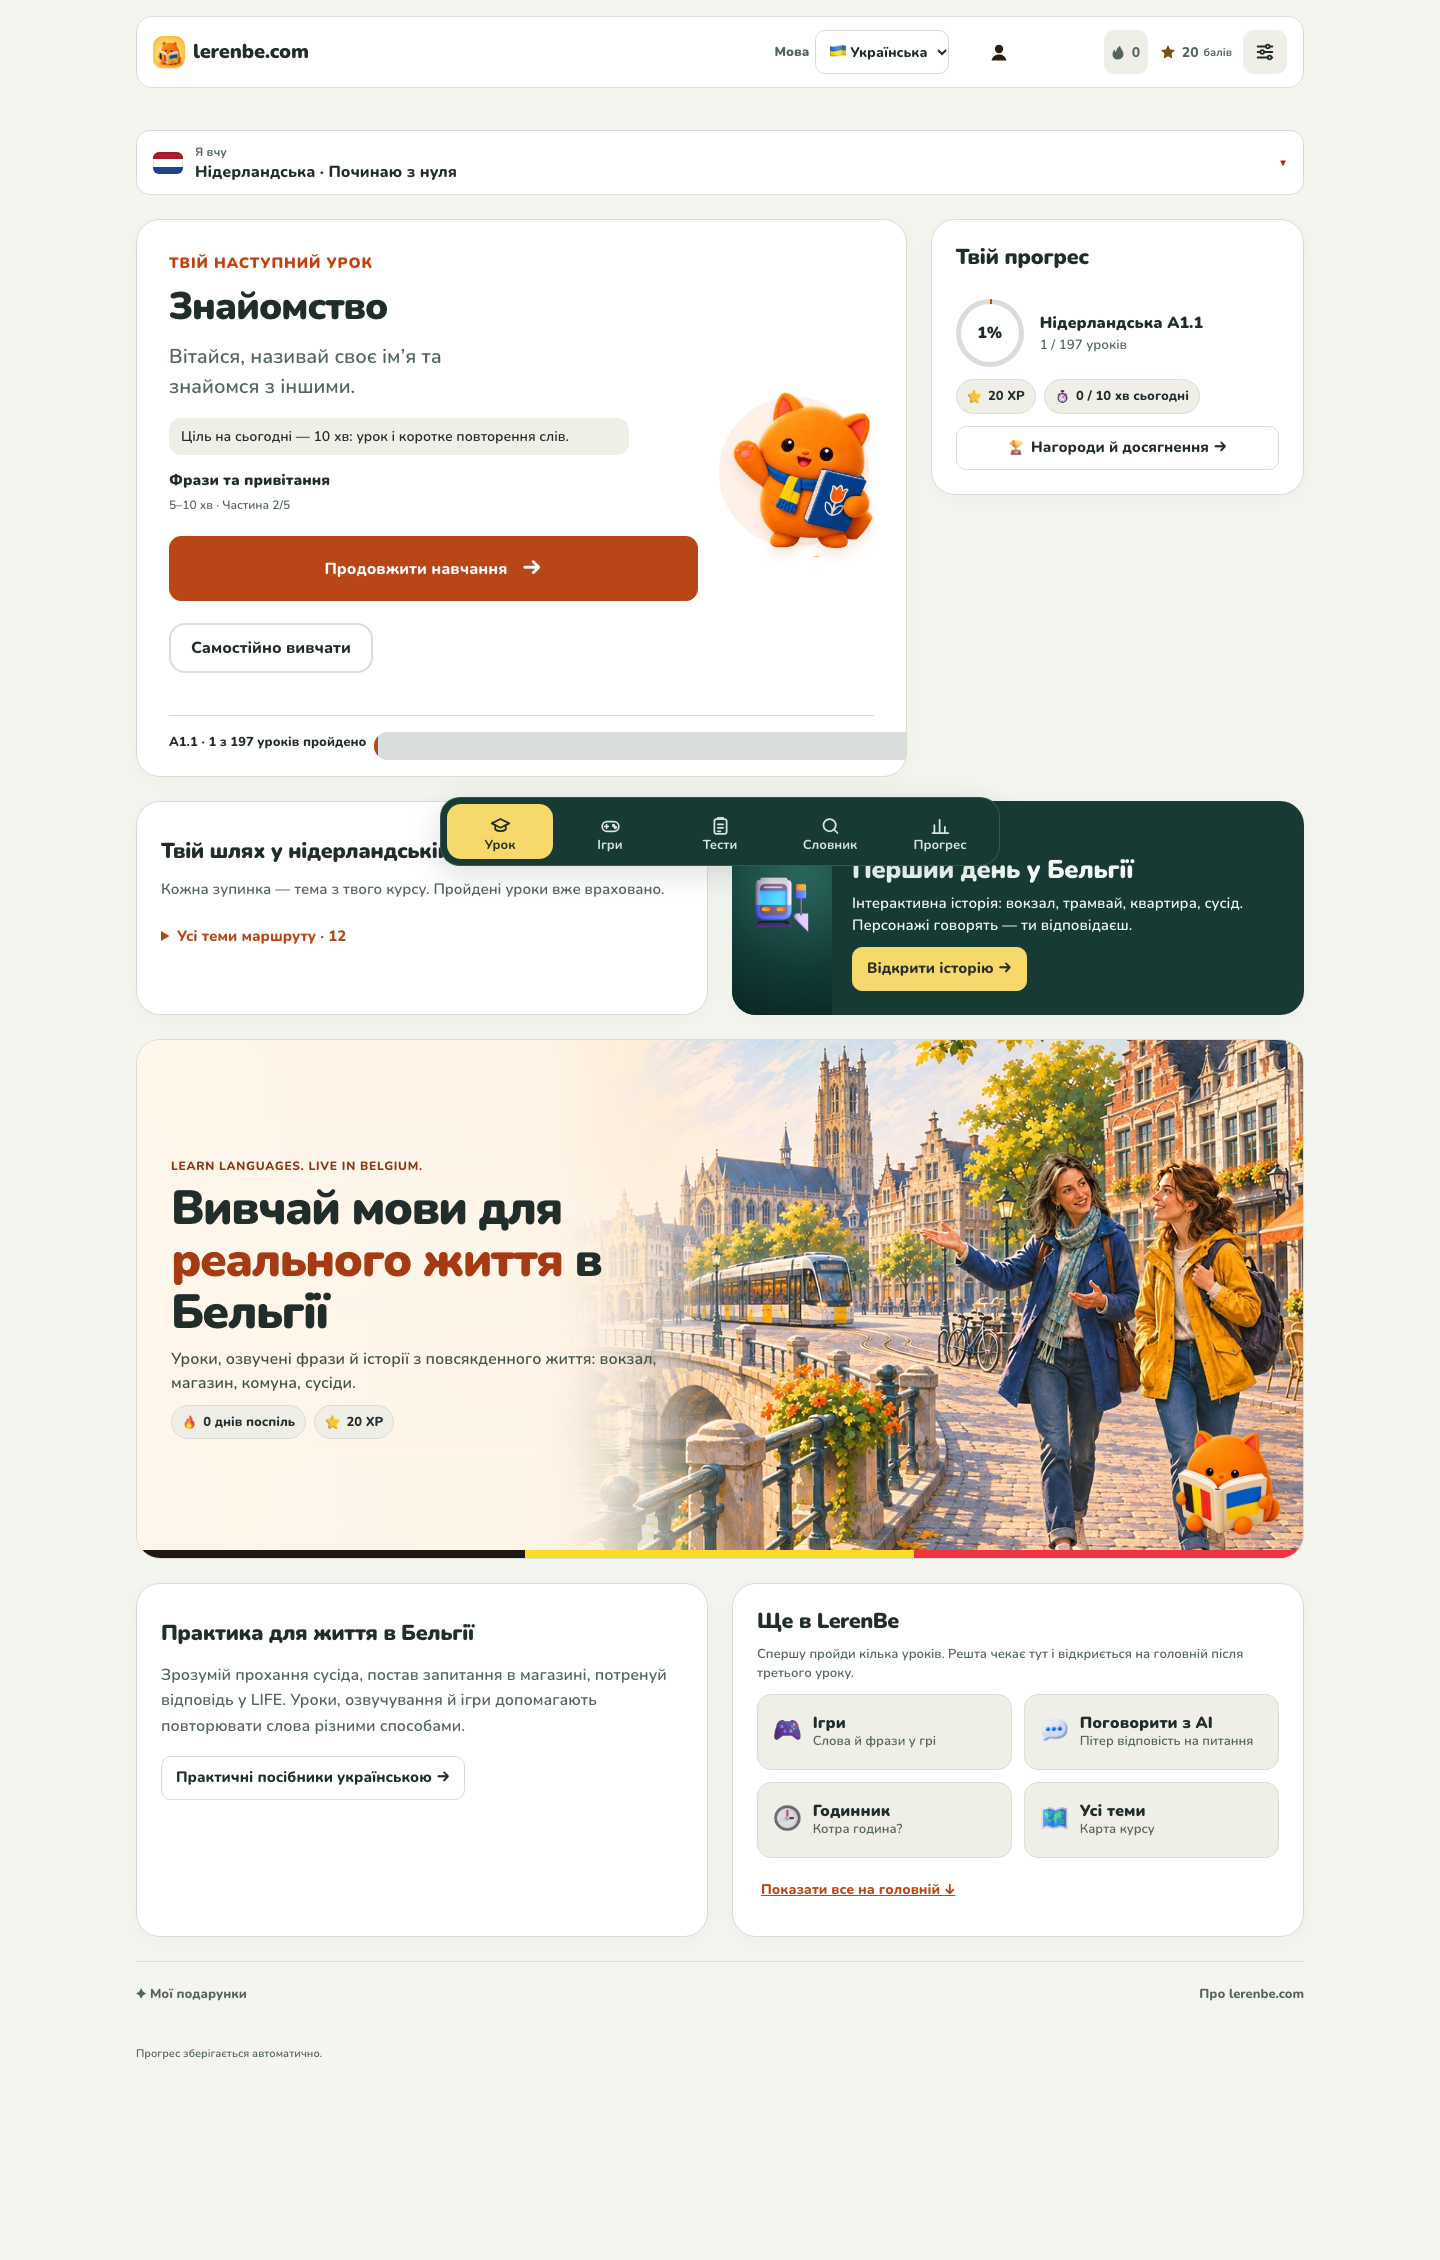 lerenbe.com
Мова
Українська
0
20 балів
Я вчу
Нідерландська · Починаю з нуля
ТВІЙ НАСТУПНИЙ УРОК
Знайомство
Вітайся, називай своє ім’я та
знайомся з іншими.
Ціль на сьогодні — 10 хв: урок і коротке повторення слів.
Фрази та привітання
5–10 хв · Частина 2/5
Продовжити навчання →
Самостійно вивчати
A1.1 · 1 з 197 уроків пройдено
Твій прогрес
1%
Нідерландська A1.1
1 / 197 уроків
20 XP
0 / 10 хв сьогодні
Нагороди й досягнення →
Твій шлях у нідерландські
Кожна зупинка — тема з твого курсу. Пройдені уроки вже враховано.
Усі теми маршруту · 12
Урок
Ігри
Тести
Словник
Прогрес
Перший день у Бельгії
Інтерактивна історія: вокзал, трамвай, квартира, сусід.
Персонажі говорять — ти відповідаєш.
Відкрити історію →
LEARN LANGUAGES. LIVE IN BELGIUM.
Вивчай мови для
реального життя в
Бельгії
Уроки, озвучені фрази й історії з повсякденного життя: вокзал,
магазин, комуна, сусіди.
0 днів поспіль
20 XP
Практика для життя в Бельгії
Зрозумій прохання сусіда, постав запитання в магазині, потренуй
відповідь у LIFE. Уроки, озвучування й ігри допомагають
повторювати слова різними способами.
Практичні посібники українською →
Ще в LerenBe
Спершу пройди кілька уроків. Решта чекає тут і відкриється на головній після
третього уроку.
Ігри
Слова й фрази у грі
Поговорити з AI
Пітер відповість на питання
Годинник
Котра година?
Усі теми
Карта курсу
Показати все на головній ↓
✦ Мої подарунки
Про lerenbe.com
Прогрес зберігається автоматично.